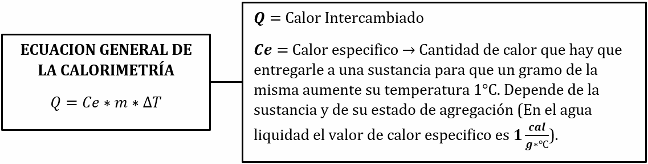 ECUACION GENERAL DE
LA CALORIMETRÍA
Q = Ce * m * ΔT
Q = Calor Intercambiado
Ce = Calor especifico → Cantidad de calor que hay que
entregarle a una sustancia para que un gramo de la
misma aumente su temperatura 1°C. Depende de la
sustancia y de su estado de agregación (En el agua
liquidad el valor de calor especifico es 1 cal/g*°C).